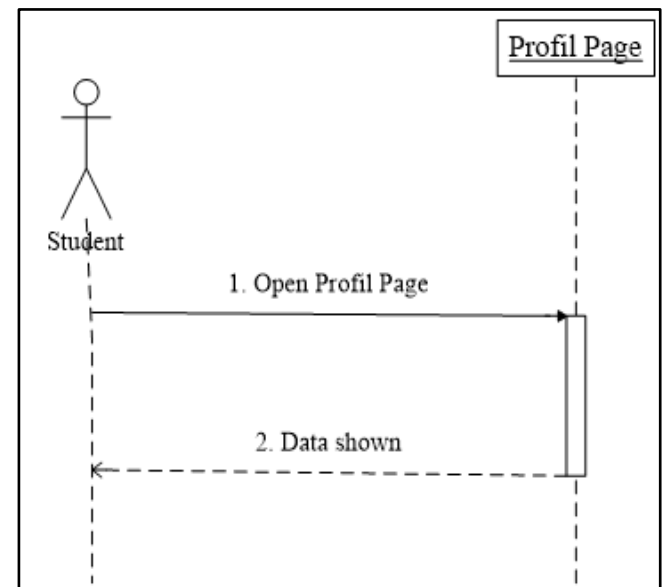 Profil Page
Student
1. Open Profil Page
2. Data shown